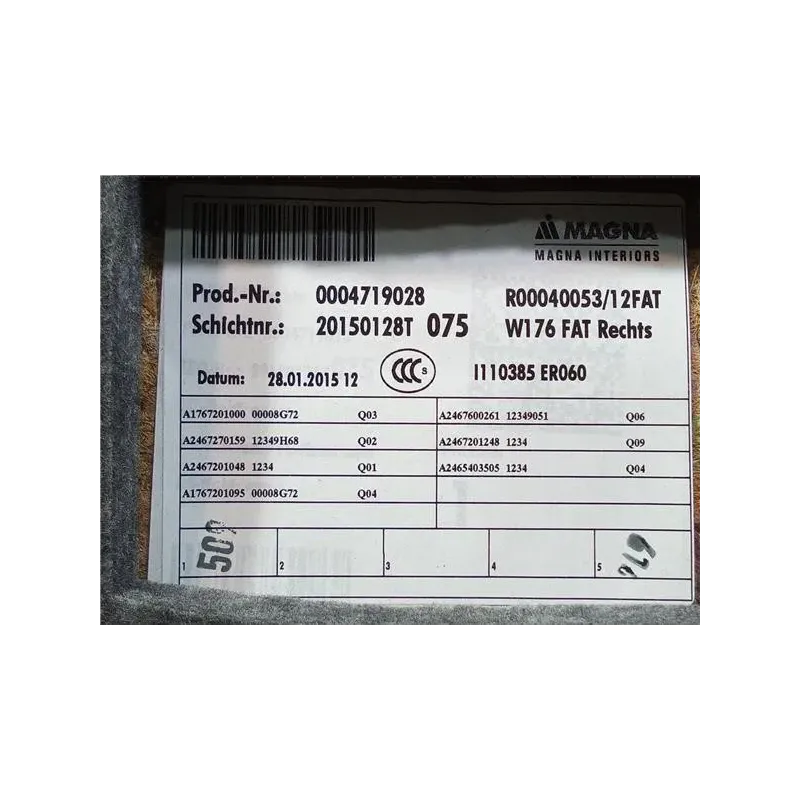 MAGNA
MAGNA INTERIORS
Prod.-Nr.: 0004719028 R00040053/12FAT
Schichtnr.: 20150128T 075 W176 FAT Rechts
Datum: 28.01.2015 12 CCC S I110385 ER060
A1767201000 00008G72 Q03 A2467600261 12349051 Q06
A2467270159 12349H68 Q02 A2467201248 1234 Q09
A2467201048 1234 Q01 A2465403505 1234 Q04
A1767201095 00008G72 Q04
1 509 2 3 4 5